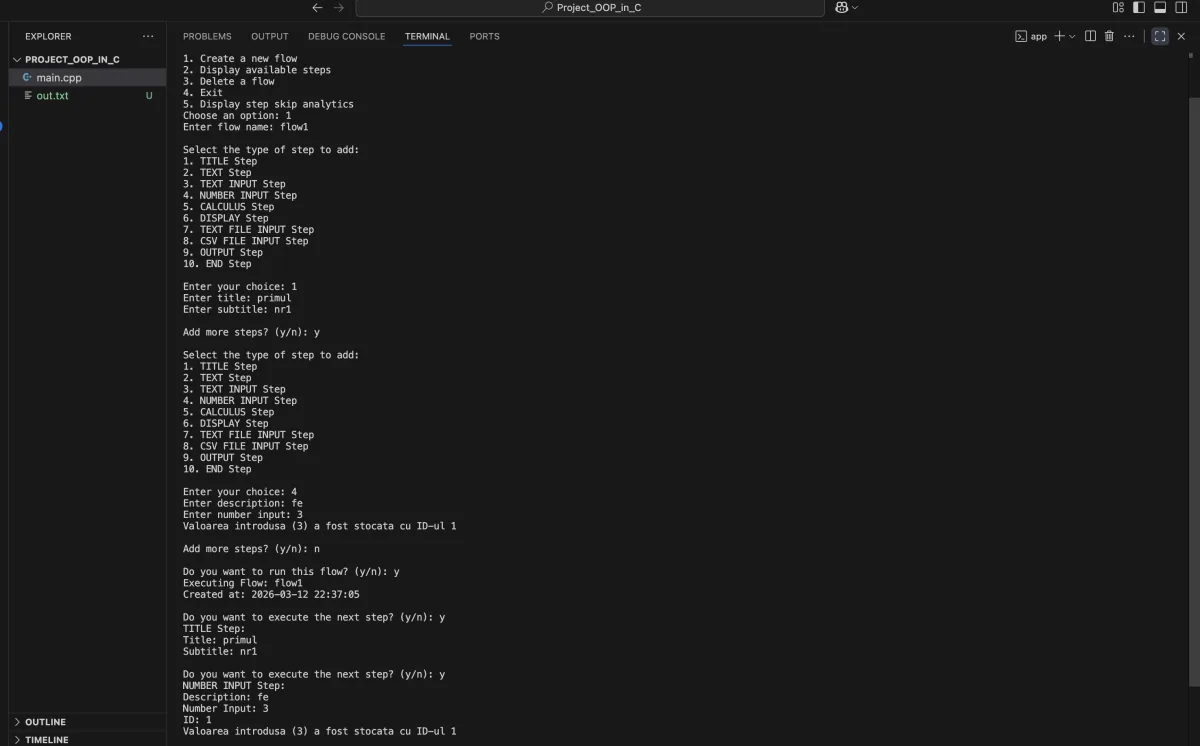 Project_OOP_in_C
EXPLORER
PROBLEMS OUTPUT DEBUG CONSOLE TERMINAL PORTS
app
PROJECT_OOP_IN_C
main.cpp
out.txt U
1. Create a new flow
2. Display available steps
3. Delete a flow
4. Exit
5. Display step skip analytics
Choose an option: 1
Enter flow name: flow1
Select the type of step to add:
1. TITLE Step
2. TEXT Step
3. TEXT INPUT Step
4. NUMBER INPUT Step
5. CALCULUS Step
6. DISPLAY Step
7. TEXT FILE INPUT Step
8. CSV FILE INPUT Step
9. OUTPUT Step
10. END Step
Enter your choice: 1
Enter title: primul
Enter subtitle: nr1
Add more steps? (y/n): y
Select the type of step to add:
1. TITLE Step
2. TEXT Step
3. TEXT INPUT Step
4. NUMBER INPUT Step
5. CALCULUS Step
6. DISPLAY Step
7. TEXT FILE INPUT Step
8. CSV FILE INPUT Step
9. OUTPUT Step
10. END Step
Enter your choice: 4
Enter description: fe
Enter number input: 3
Valoarea introdusa (3) a fost stocata cu ID-ul 1
Add more steps? (y/n): n
Do you want to run this flow? (y/n): y
Executing Flow: flow1
Created at: 2026-03-12 22:37:05
Do you want to execute the next step? (y/n): y
TITLE Step:
Title: primul
Subtitle: nr1
Do you want to execute the next step? (y/n): y
NUMBER INPUT Step:
Description: fe
Number Input: 3
ID: 1
Valoarea introdusa (3) a fost stocata cu ID-ul 1
OUTLINE
TIMELINE